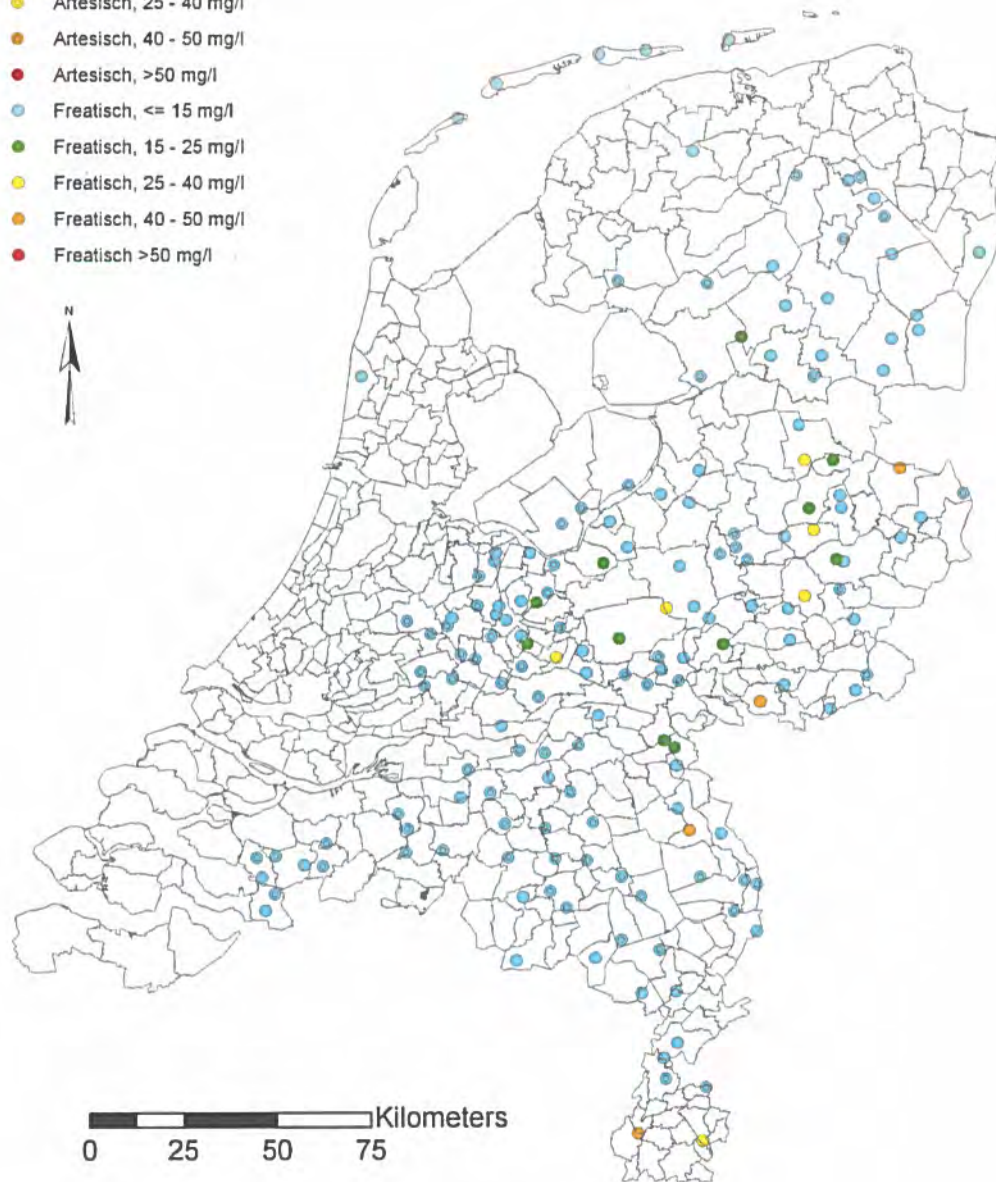 Artesisch, 25 - 40 mg/l
Artesisch, 40 - 50 mg/l
Artesisch, >50 mg/l
Freatisch, <= 15 mg/l
Freatisch, 15 - 25 mg/l
Freatisch, 25 - 40 mg/l
Freatisch, 40 - 50 mg/l
Freatisch >50 mg/l
N
Kilometers
0 25 50 75